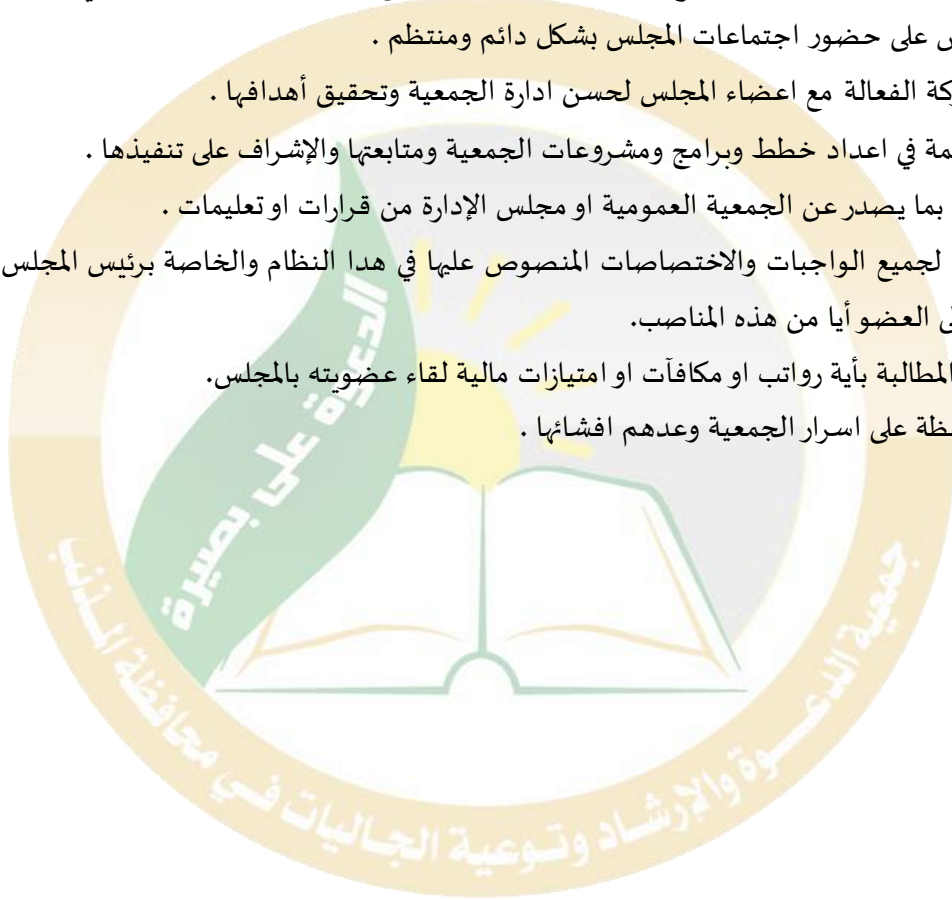 على حضور اجتماعات المجلس بشكل دائم ومنتظم .
الفعالة مع اعضاء المجلس لحسن ادارة الجمعية وتحقيق أهدافها .
في اعداد خطط وبرامج ومشروعات الجمعية ومتابعتها والإشراف على تنفيذها .
بما يصدر عن الجمعية العمومية او مجلس الإدارة من قرارات او تعليمات .
لجميع الواجبات والاختصاصات المنصوص عليها في هدا النظام والخاصة برئيس المجلس
العضو أيا من هذه المناصب.
المطالبة بأية رواتب او مكافآت او امتيازات مالية لقاء عضويته بالمجلس.
على اسرار الجمعية وعدهم افشائها .
الدعوة على بصيرة
جمعية الدعوة والإرشاد وتوعية الجاليات في محافظة المذنب